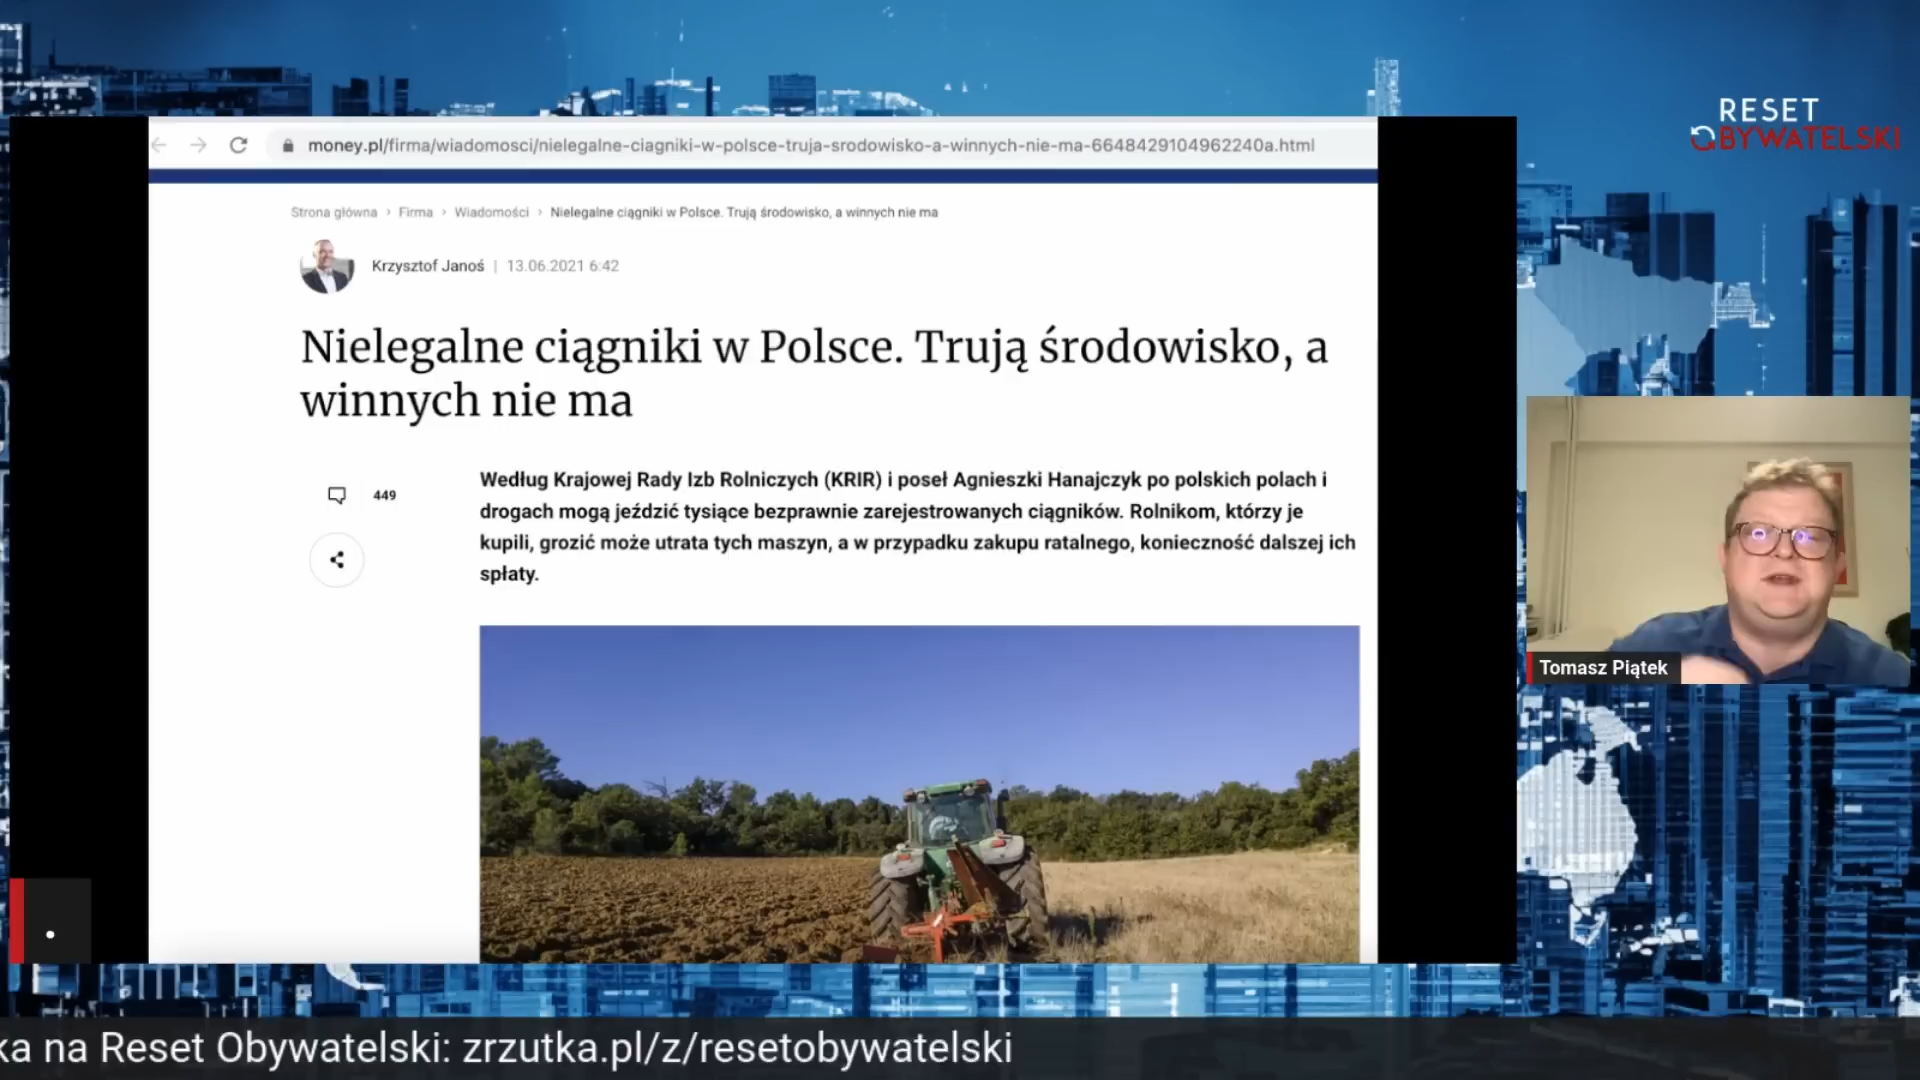 RESET
OBYWATELSKI
money.pl/firma/wiadomosci/nielegalne-ciagniki-w-polsce-truja-srodowisko-a-winnych-nie-ma-6648429104962240a.html
Strona główna › Firma › Wiadomości › Nielegalne ciągniki w Polsce. Trują środowisko, a winnych nie ma
Krzysztof Janoś | 13.06.2021 6:42
Nielegalne ciągniki w Polsce. Trują środowisko, a
winnych nie ma
449
Według Krajowej Rady Izb Rolniczych (KRIR) i poseł Agnieszki Hanajczyk po polskich polach i
drogach mogą jeździć tysiące bezprawnie zarejestrowanych ciągników. Rolnikom, którzy je
kupili, grozić może utrata tych maszyn, a w przypadku zakupu ratalnego, konieczność dalszej ich
spłaty.
Tomasz Piątek
.
ka na Reset Obywatelski: zrzutka.pl/z/resetobywatelski